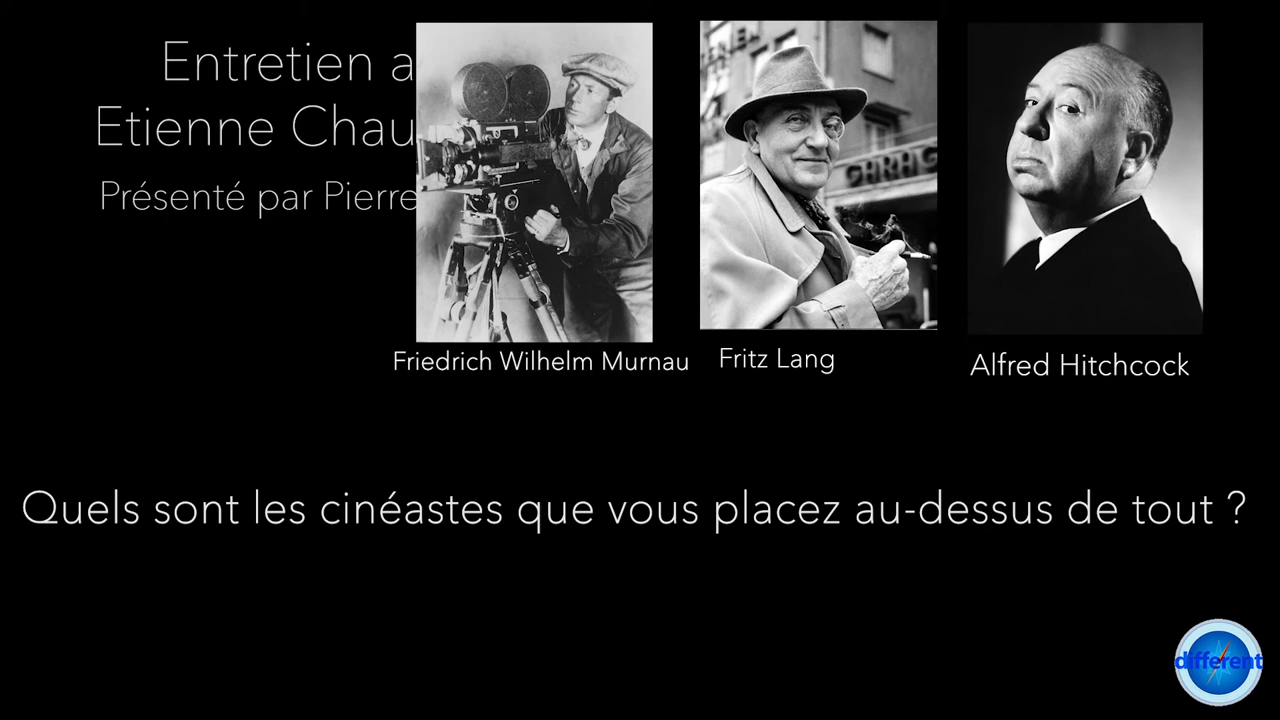 Entretien a
Etienne Chau
Présenté par Pierre
Friedrich Wilhelm Murnau
Fritz Lang
Alfred Hitchcock
Quels sont les cinéastes que vous placez au-dessus de tout ?
different